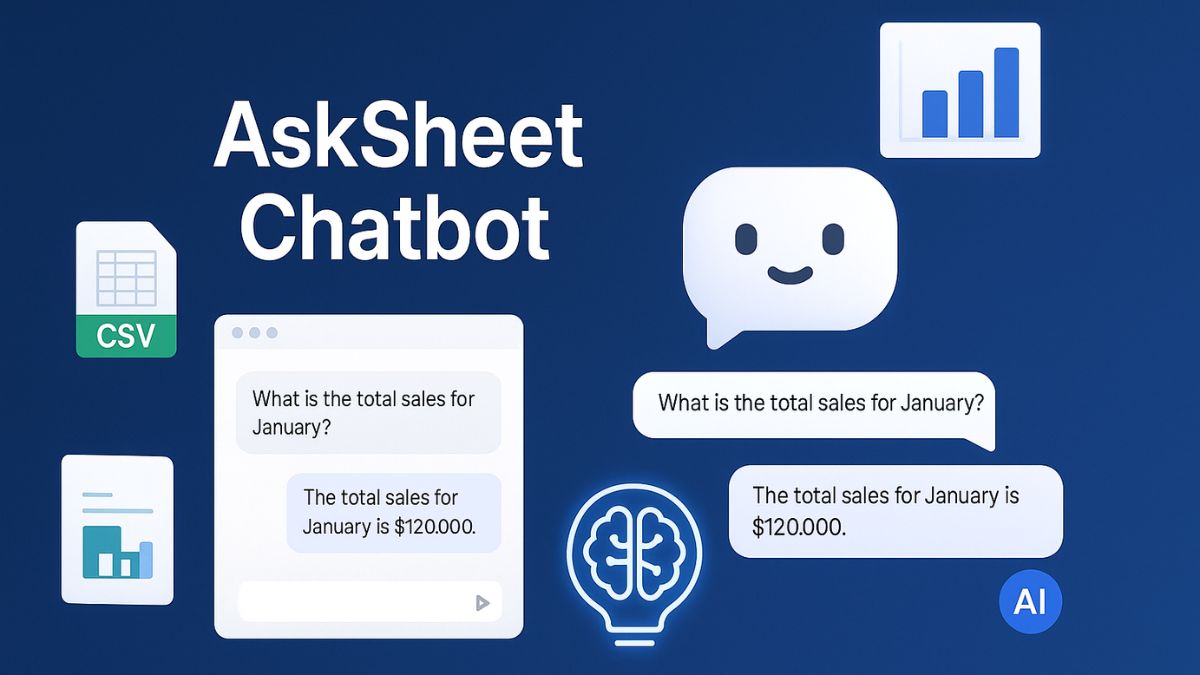 AskSheet
Chatbot
CSV
What is the total sales for
January?
The total sales for
January is $120.000.
What is the total sales for January?
The total sales for January is
$120.000.
AI